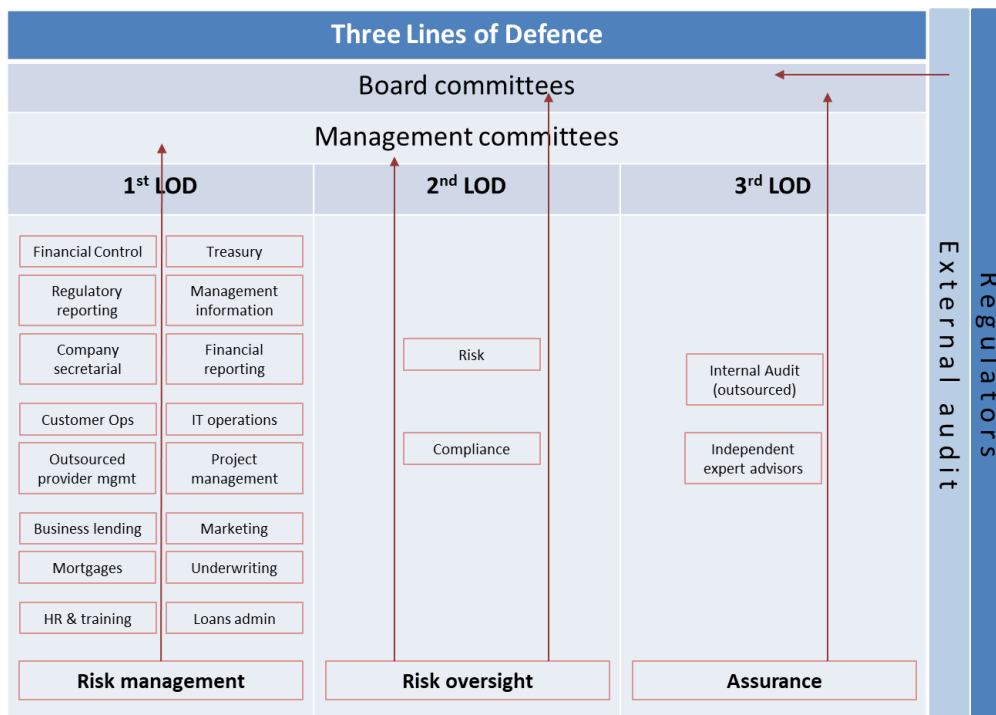 Three Lines of Defence
Board committees
Management committees
1st LOD
2nd LOD
3rd LOD
Financial Control
Treasury
Regulatory
reporting
Management
information
Company
secretarial
Financial
reporting
Customer Ops
IT operations
Outsourced
provider mgmt
Project
management
Business lending
Marketing
Mortgages
Underwriting
HR & training
Loans admin
Risk management
Risk
Compliance
Risk oversight
Internal Audit
(outsourced)
Independent
expert advisors
Assurance
External audit
Regulators